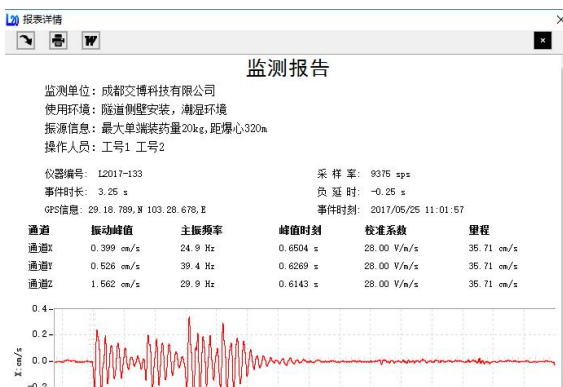 L20 报表详情
W
监测报告
监测单位：成都交博科技有限公司
使用环境：隧道侧壁安装，潮湿环境
振源信息：最大单端装药量20kg,距爆心320m
操作人员：工号1 工号2
仪器编号： L2017-133 采 样 率： 9375 sps
事件时长： 3.25 s 负 延 时： -0.25 s
GPS信息： 29.18.789,N 103.28.678,E 事件时刻： 2017/05/25 11:01:57
通道 振动峰值 主振频率 峰值时刻 校准系数 里程
通道X 0.399 cm/s 24.9 Hz 0.6504 s 28.00 V/m/s 35.71 cm/s
通道Y 0.526 cm/s 39.4 Hz 0.6269 s 28.00 V/m/s 35.71 cm/s
通道Z 1.562 cm/s 29.9 Hz 0.6143 s 28.00 V/m/s 35.71 cm/s
0.4
0.2
0.0
-0.2
X:cm/s